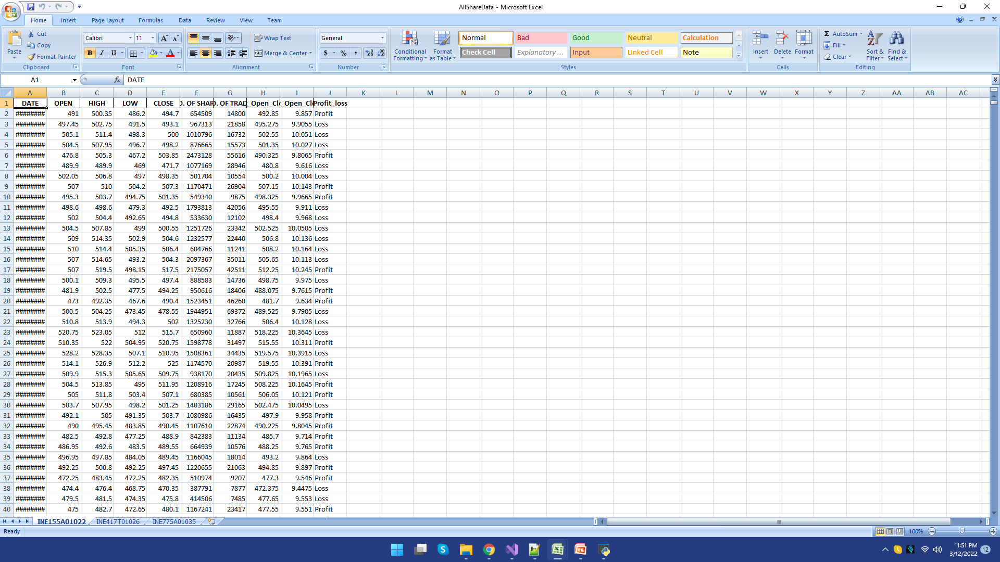 AllShareData - Microsoft Excel
Home Insert Page Layout Formulas Data Review View Team
Paste Cut Copy Format Painter Clipboard
Calibri 11 B I U Font
Wrap Text Merge & Center Alignment
General $ % , Number
Conditional Formatting Format as Table
Normal Bad Good Neutral Calculation
Check Cell Explanatory ... Input Linked Cell Note
Styles
Insert Delete Format Cells
AutoSum Fill Clear Sort & Filter Find & Select Editing
A1 fx DATE
A B C D E F G H I J K L M N O P Q R S T U V W X Y Z AA AB AC
1 DATE OPEN HIGH LOW CLOSE O. OF SHAR O. OF TRAD _Open_Clo _Open_Clo Profit_loss
2 ######## 491 500.35 486.2 494.7 654509 14800 492.85 9.857 Profit
3 ######## 497.45 502.75 491.5 493.1 967313 21858 495.275 9.9055 Loss
4 ######## 505.1 511.4 498.3 500 1010796 16732 502.55 10.051 Loss
5 ######## 504.5 507.95 496.7 498.2 876665 15573 501.35 10.027 Loss
6 ######## 476.8 505.3 467.2 503.85 2473128 55616 490.325 9.8065 Profit
7 ######## 489.9 489.9 469 471.7 1077169 28946 480.8 9.616 Loss
8 ######## 502.05 506.8 497 498.35 501704 10554 500.2 10.004 Loss
9 ######## 507 510 504.2 507.3 1170471 26904 507.15 10.143 Profit
10 ######## 495.3 503.7 494.75 501.35 549340 9875 498.325 9.9665 Profit
11 ######## 498.6 498.6 479.3 492.5 1793813 42056 495.55 9.911 Loss
12 ######## 502 504.4 492.65 494.8 533630 12102 498.4 9.968 Loss
13 ######## 504.5 507.85 499 500.55 1251726 23342 502.525 10.0505 Loss
14 ######## 509 514.35 502.9 504.6 1232577 22440 506.8 10.136 Loss
15 ######## 510 514.4 505.35 506.4 604766 11241 508.2 10.164 Loss
16 ######## 507 514.65 493.2 504.3 2097367 35011 505.65 10.113 Loss
17 ######## 507 519.5 498.15 517.5 2175057 42511 512.25 10.245 Profit
18 ######## 500.1 509.3 495.5 497.4 888583 14736 498.75 9.975 Loss
19 ######## 481.9 502.5 477.5 494.25 950616 18406 488.075 9.7615 Profit
20 ######## 473 492.35 467.6 490.4 1523451 46260 481.7 9.634 Profit
21 ######## 500.5 504.25 473.45 478.55 1944951 69372 489.525 9.7905 Loss
22 ######## 510.8 513.9 494.3 502 1325230 32766 506.4 10.128 Loss
23 ######## 520.75 523.05 512 515.7 650960 11887 518.225 10.3645 Loss
24 ######## 510.35 522 504.95 520.75 1598778 31497 515.55 10.311 Profit
25 ######## 528.2 528.35 507.1 510.95 1508361 34435 519.575 10.3915 Loss
26 ######## 514.1 526.9 512.2 525 1174570 20987 519.55 10.391 Profit
27 ######## 509.9 515.3 505.65 509.75 938170 20435 509.825 10.1965 Loss
28 ######## 504.5 513.85 495 511.95 1208916 17245 508.225 10.1645 Profit
29 ######## 505 511.8 503.4 507.1 680385 10561 506.05 10.121 Profit
30 ######## 503.7 507.95 498.2 501.25 1403186 29165 502.475 10.0495 Loss
31 ######## 492.1 505 491.35 503.7 1080986 16435 497.9 9.958 Profit
32 ######## 490 495.45 483.85 490.45 1107610 22874 490.225 9.8045 Profit
33 ######## 482.5 492.8 477.25 488.9 842383 11134 485.7 9.714 Profit
34 ######## 486.95 492.6 483.5 489.55 664939 10576 488.25 9.765 Profit
35 ######## 496.95 497.85 484.05 489.45 1166045 18014 493.2 9.864 Loss
36 ######## 492.25 500.8 492.25 497.45 1220655 21063 494.85 9.897 Profit
37 ######## 472.25 483.45 472.25 482.35 510974 9207 477.3 9.546 Profit
38 ######## 474.4 476.4 468.75 470.35 387791 7877 472.375 9.4475 Loss
39 ######## 479.5 481.5 474.35 475.8 414506 7485 477.65 9.553 Loss
40 ######## 475 482.7 472.65 480.1 1167241 23417 477.55 9.551 Profit
INE155A01022 INE417T01026 INE775A01035
Ready 100%
11:51 PM
3/12/2022 12